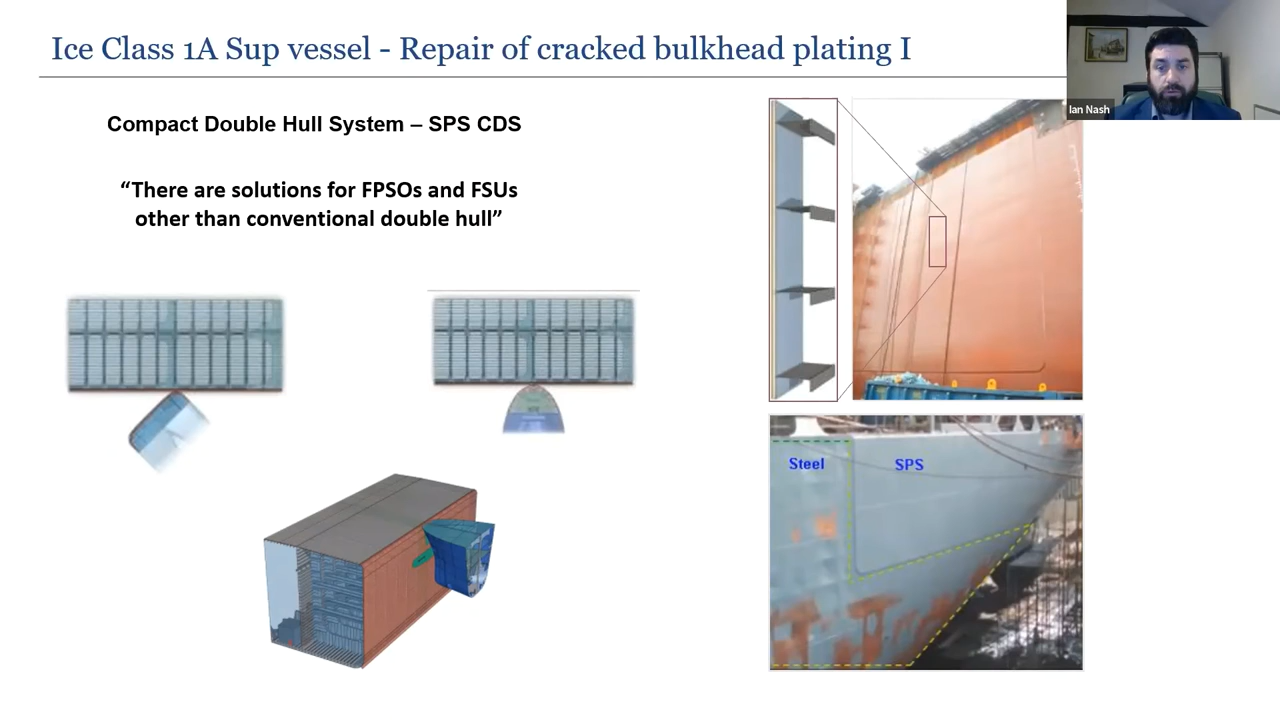 Ice Class 1A Sup vessel - Repair of cracked bulkhead plating I
Ian Nash
Compact Double Hull System – SPS CDS
“There are solutions for FPSOs and FSUs
other than conventional double hull”
Steel
SPS